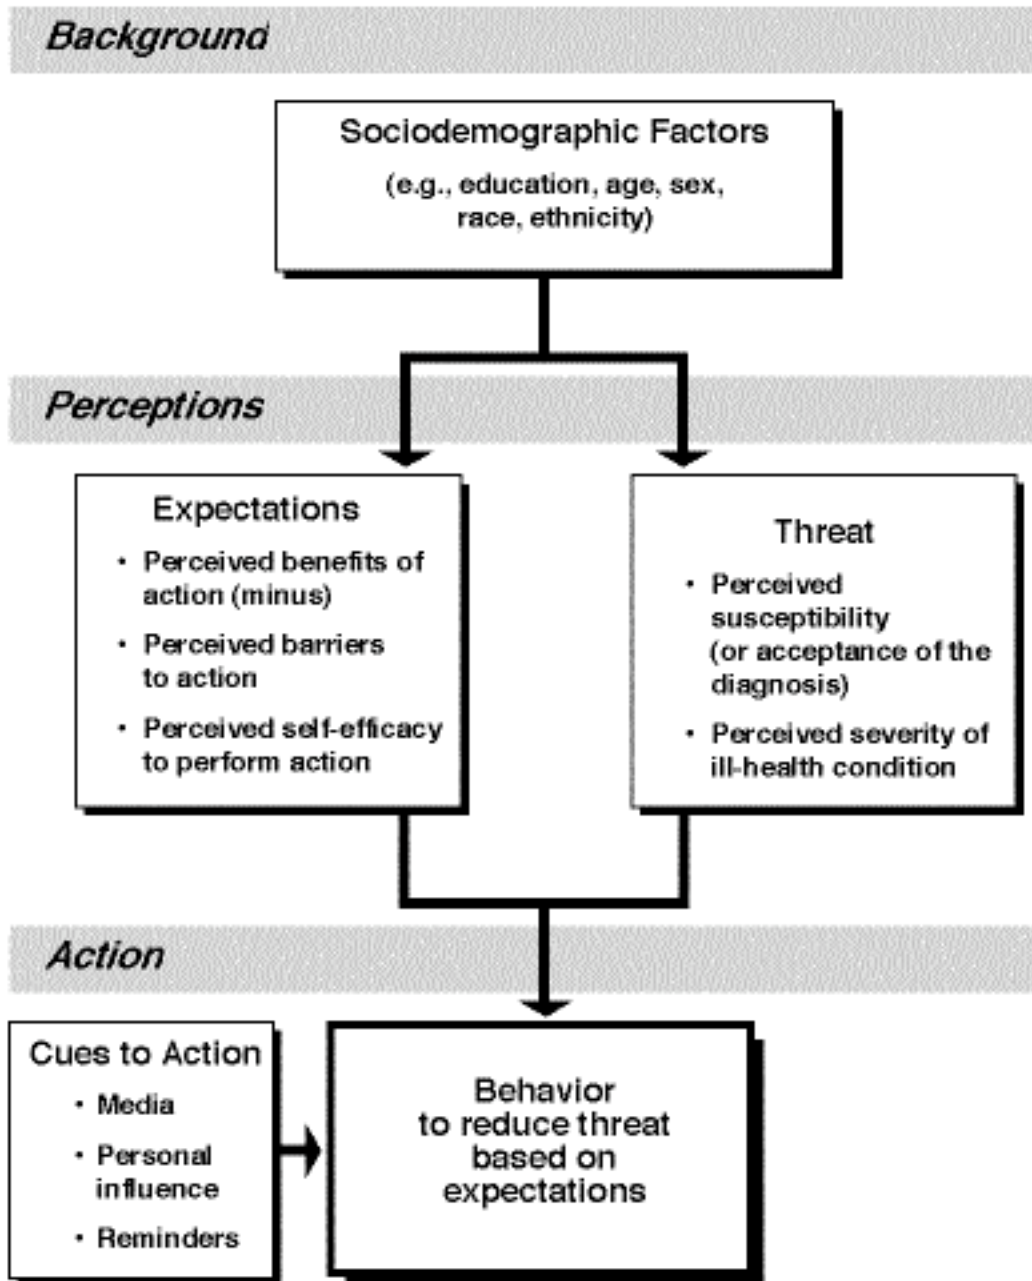 Background
Sociodemographic Factors
(e.g., education, age, sex,
race, ethnicity)
Perceptions
Expectations
• Perceived benefits of
action (minus)
• Perceived barriers
to action
• Perceived self-efficacy
to perform action
Threat
• Perceived
susceptibility
(or acceptance of the
diagnosis)
• Perceived severity of
ill-health condition
Action
Cues to Action
• Media
• Personal
influence
• Reminders
Behavior
to reduce threat
based on
expectations